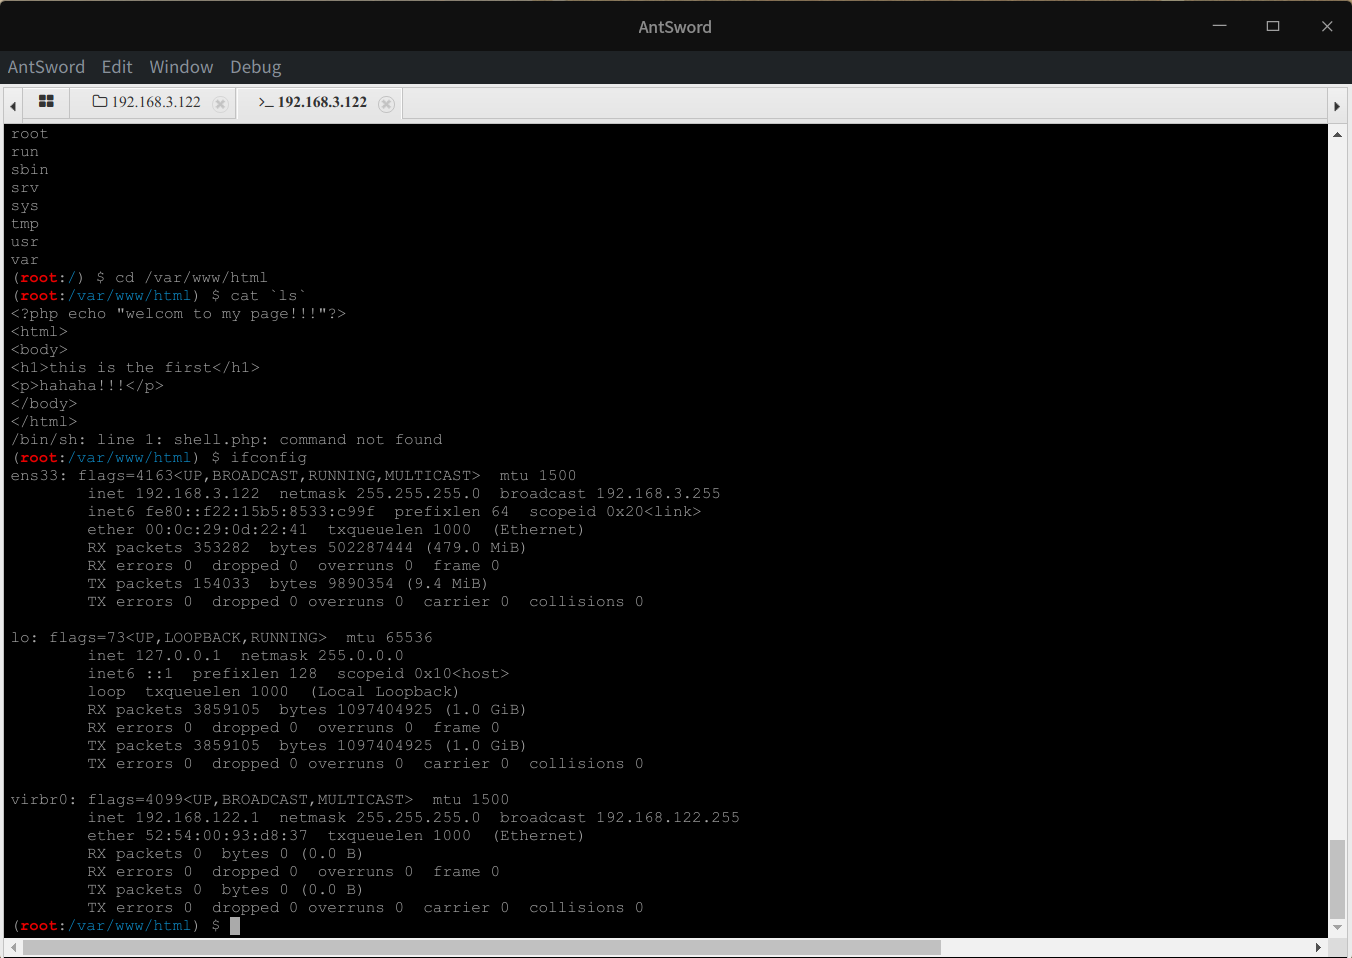 AntSword
AntSword Edit Window Debug
192.168.3.122 >_ 192.168.3.122
root
run
sbin
srv
sys
tmp
usr
var
(root:/) $ cd /var/www/html
(root:/var/www/html) $ cat `ls`
<?php echo "welcom to my page!!!"?>
<html>
<body>
<h1>this is the first</h1>
<p>hahaha!!!</p>
</body>
</html>
/bin/sh: line 1: shell.php: command not found
(root:/var/www/html) $ ifconfig
ens33: flags=4163<UP,BROADCAST,RUNNING,MULTICAST>  mtu 1500
        inet 192.168.3.122  netmask 255.255.255.0  broadcast 192.168.3.255
        inet6 fe80::f22:15b5:8533:c99f  prefixlen 64  scopeid 0x20<link>
        ether 00:0c:29:0d:22:41  txqueuelen 1000  (Ethernet)
        RX packets 353282  bytes 502287444 (479.0 MiB)
        RX errors 0  dropped 0  overruns 0  frame 0
        TX packets 154033  bytes 9890354 (9.4 MiB)
        TX errors 0  dropped 0 overruns 0  carrier 0  collisions 0

lo: flags=73<UP,LOOPBACK,RUNNING>  mtu 65536
        inet 127.0.0.1  netmask 255.0.0.0
        inet6 ::1  prefixlen 128  scopeid 0x10<host>
        loop  txqueuelen 1000  (Local Loopback)
        RX packets 3859105  bytes 1097404925 (1.0 GiB)
        RX errors 0  dropped 0  overruns 0  frame 0
        TX packets 3859105  bytes 1097404925 (1.0 GiB)
        TX errors 0  dropped 0 overruns 0  carrier 0  collisions 0

virbr0: flags=4099<UP,BROADCAST,MULTICAST>  mtu 1500
        inet 192.168.122.1  netmask 255.255.255.0  broadcast 192.168.122.255
        ether 52:54:00:93:d8:37  txqueuelen 1000  (Ethernet)
        RX packets 0  bytes 0 (0.0 B)
        RX errors 0  dropped 0  overruns 0  frame 0
        TX packets 0  bytes 0 (0.0 B)
        TX errors 0  dropped 0 overruns 0  carrier 0  collisions 0
(root:/var/www/html) $